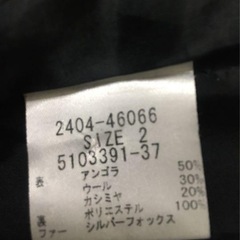 2404-46066
SIZE 2
5103391-37
表 アンゴラ 50%
ウール 30%
カシミヤ 20%
裏 ポリエステル 100%
ファー シルバーフォックス